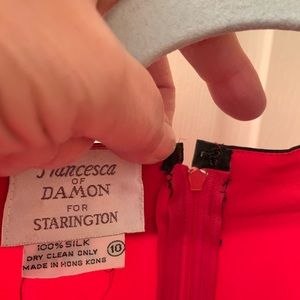 Francesca
OF
DAMON
FOR
STARINGTON
100% SILK
DRY CLEAN ONLY
MADE IN HONG KONG
10